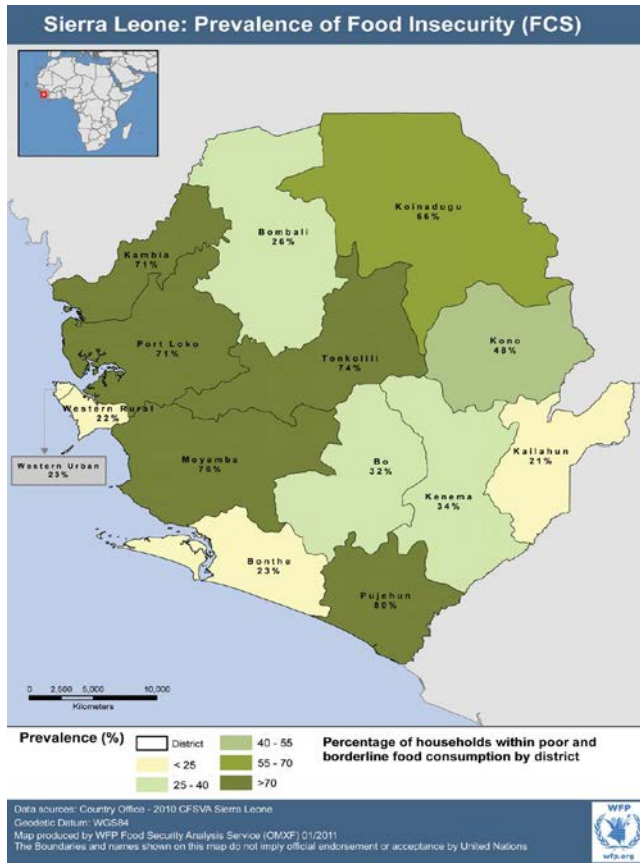 Sierra Leone: Prevalence of Food Insecurity (FCS)
Koinadugu
66%
Bombali
26%
Kambia
71%
Port Loko
71%
Tonkolili
74%
Kono
48%
Western Rural
22%
Western Urban
23%
Moyamba
76%
Bo
32%
Kenema
34%
Kailahun
21%
Bonthe
23%
Pujehun
80%
0 2,500 5,000 10,000
Kilometers
Prevalence (%)
District
< 25
25 - 40
40 - 55
55 - 70
>70
Percentage of households within poor and
borderline food consumption by district
Data sources: Country Office - 2010 CFSVA Sierra Leone
Geodetic Datum: WGS84
Map produced by WFP Food Security Analysis Service (OMXF) 01/2011
The Boundaries and names shown on this map do not imply official endorsement or acceptance by United Nations
WFP
wfp.org